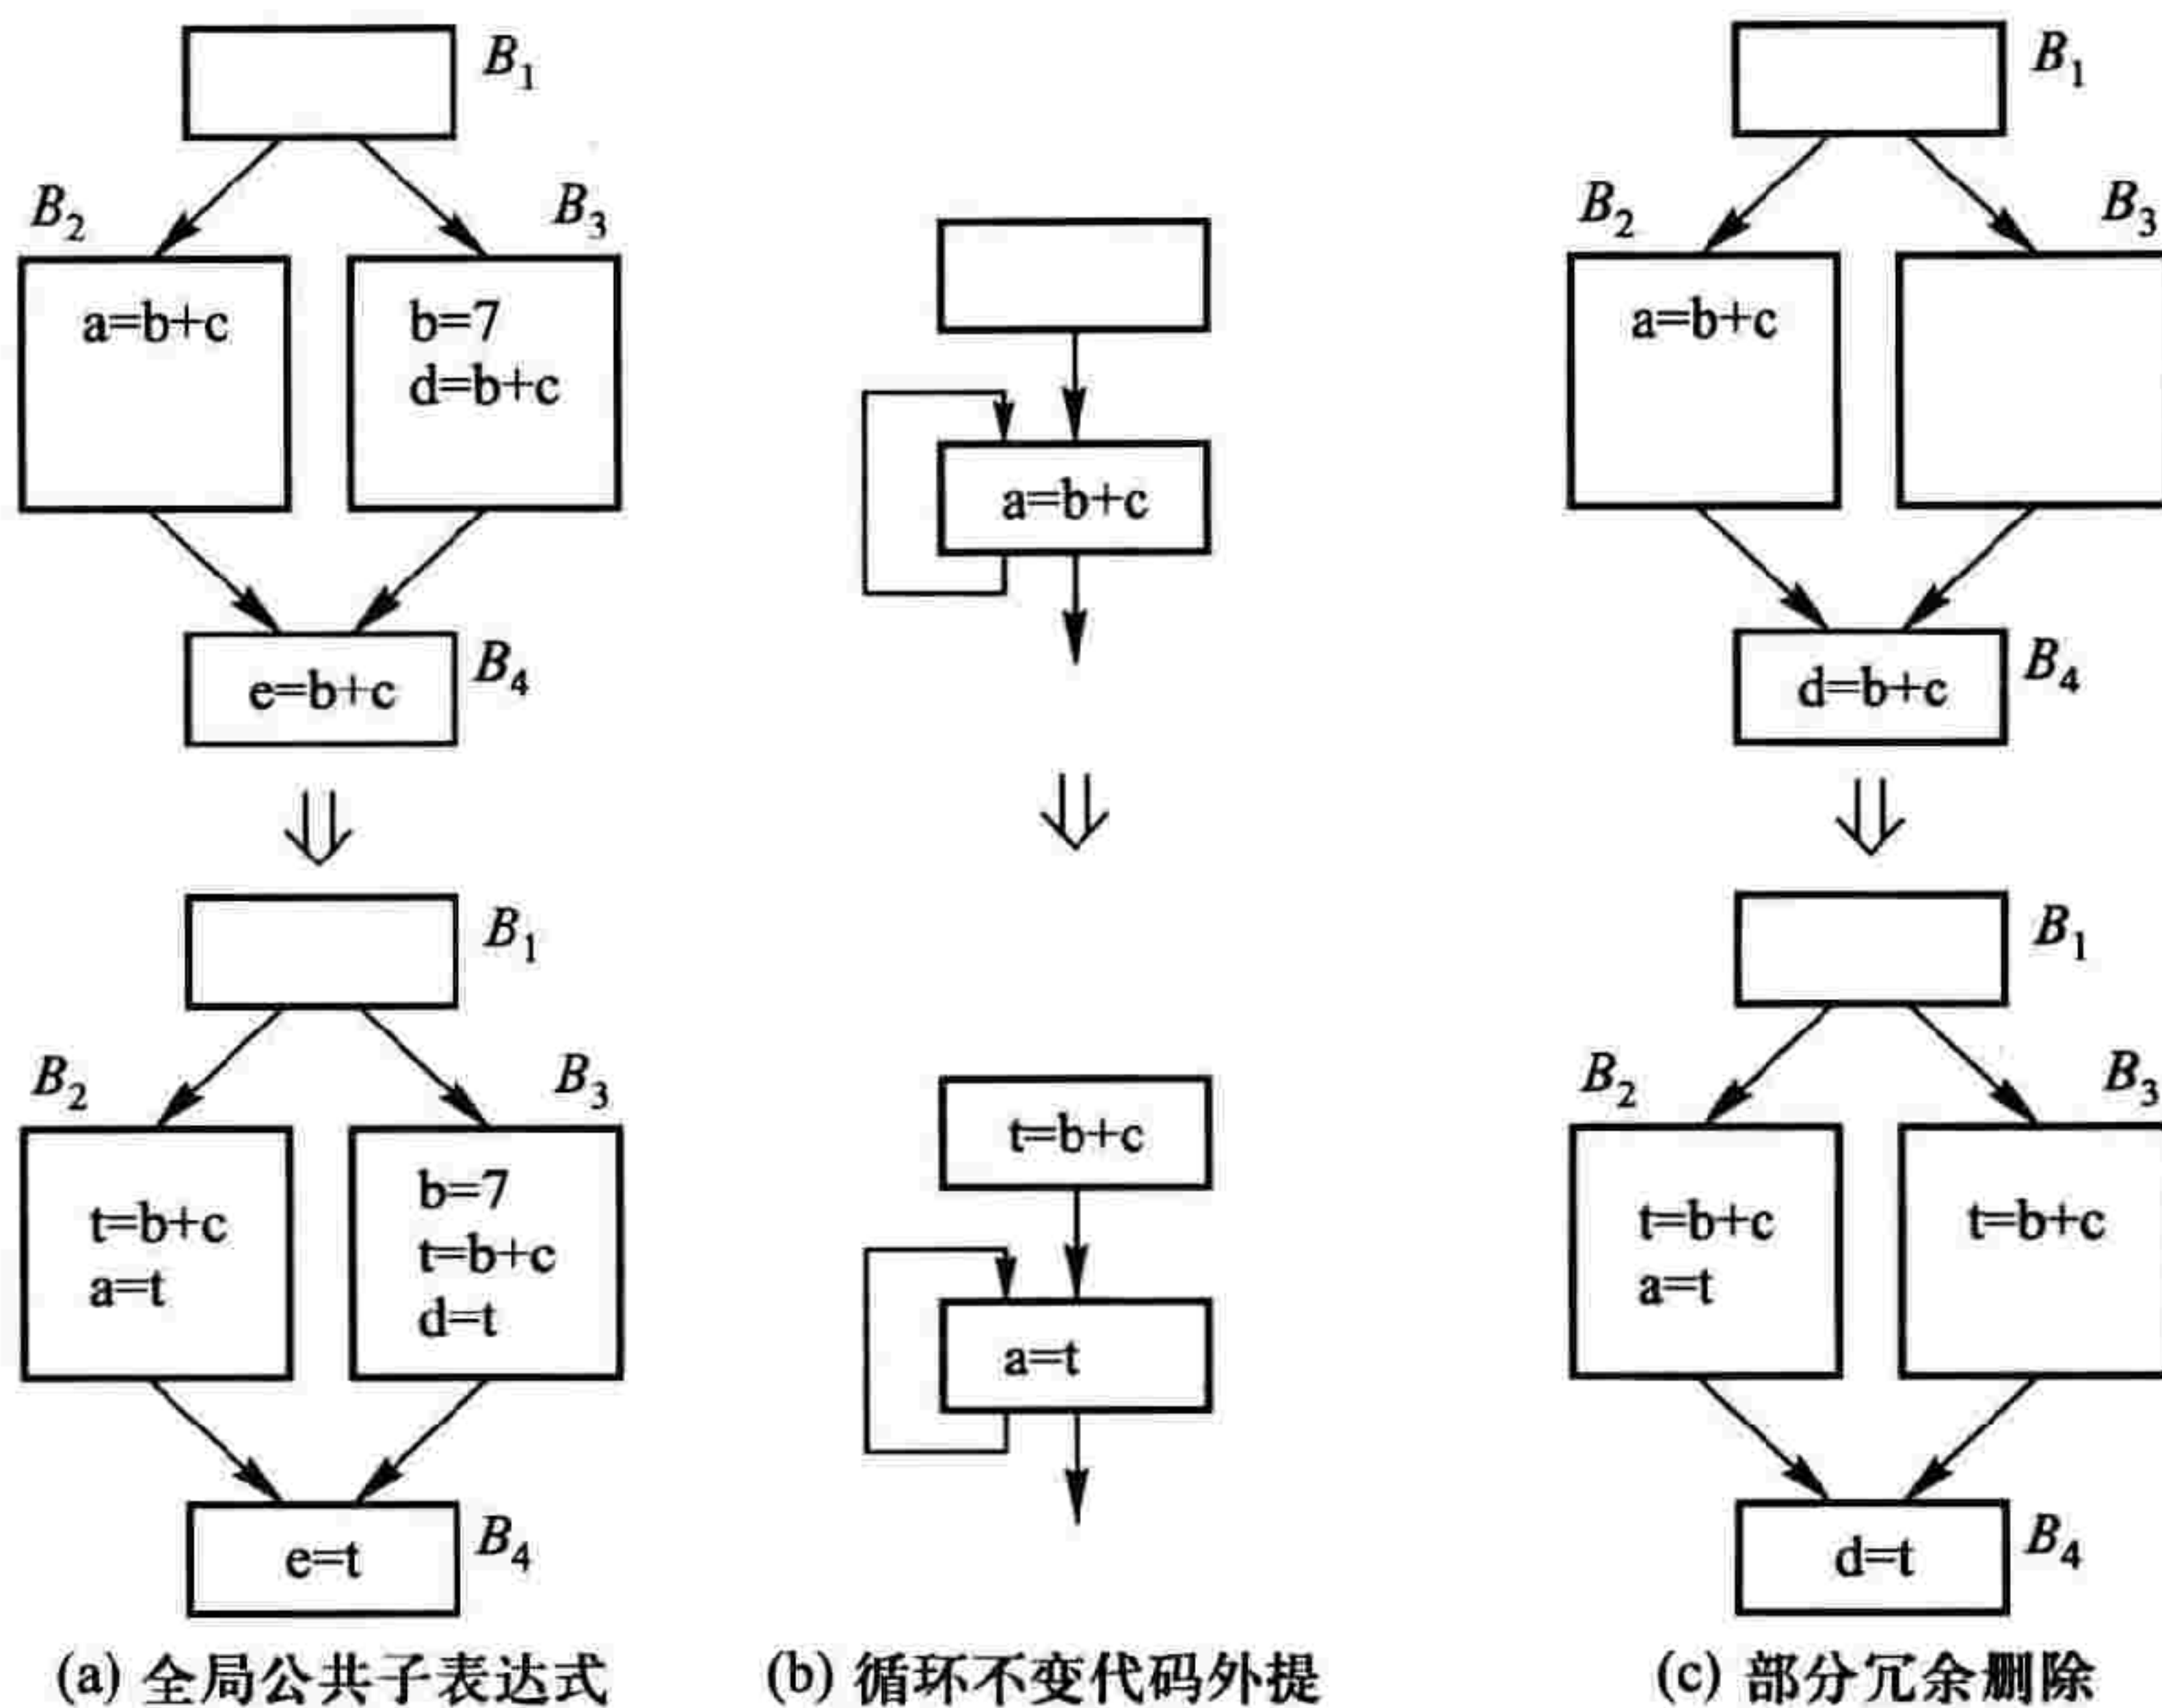 B1
B2
B3
a=b+c
b=7
d=b+c
e=b+c
B4
B1
B2
B3
t=b+c
a=t
b=7
t=b+c
d=t
e=t
B4
(a) 全局公共子表达式
a=b+c
t=b+c
a=t
(b) 循环不变代码外提
B1
B2
B3
a=b+c
d=b+c
B4
B1
B2
B3
t=b+c
a=t
t=b+c
d=t
B4
(c) 部分冗余删除